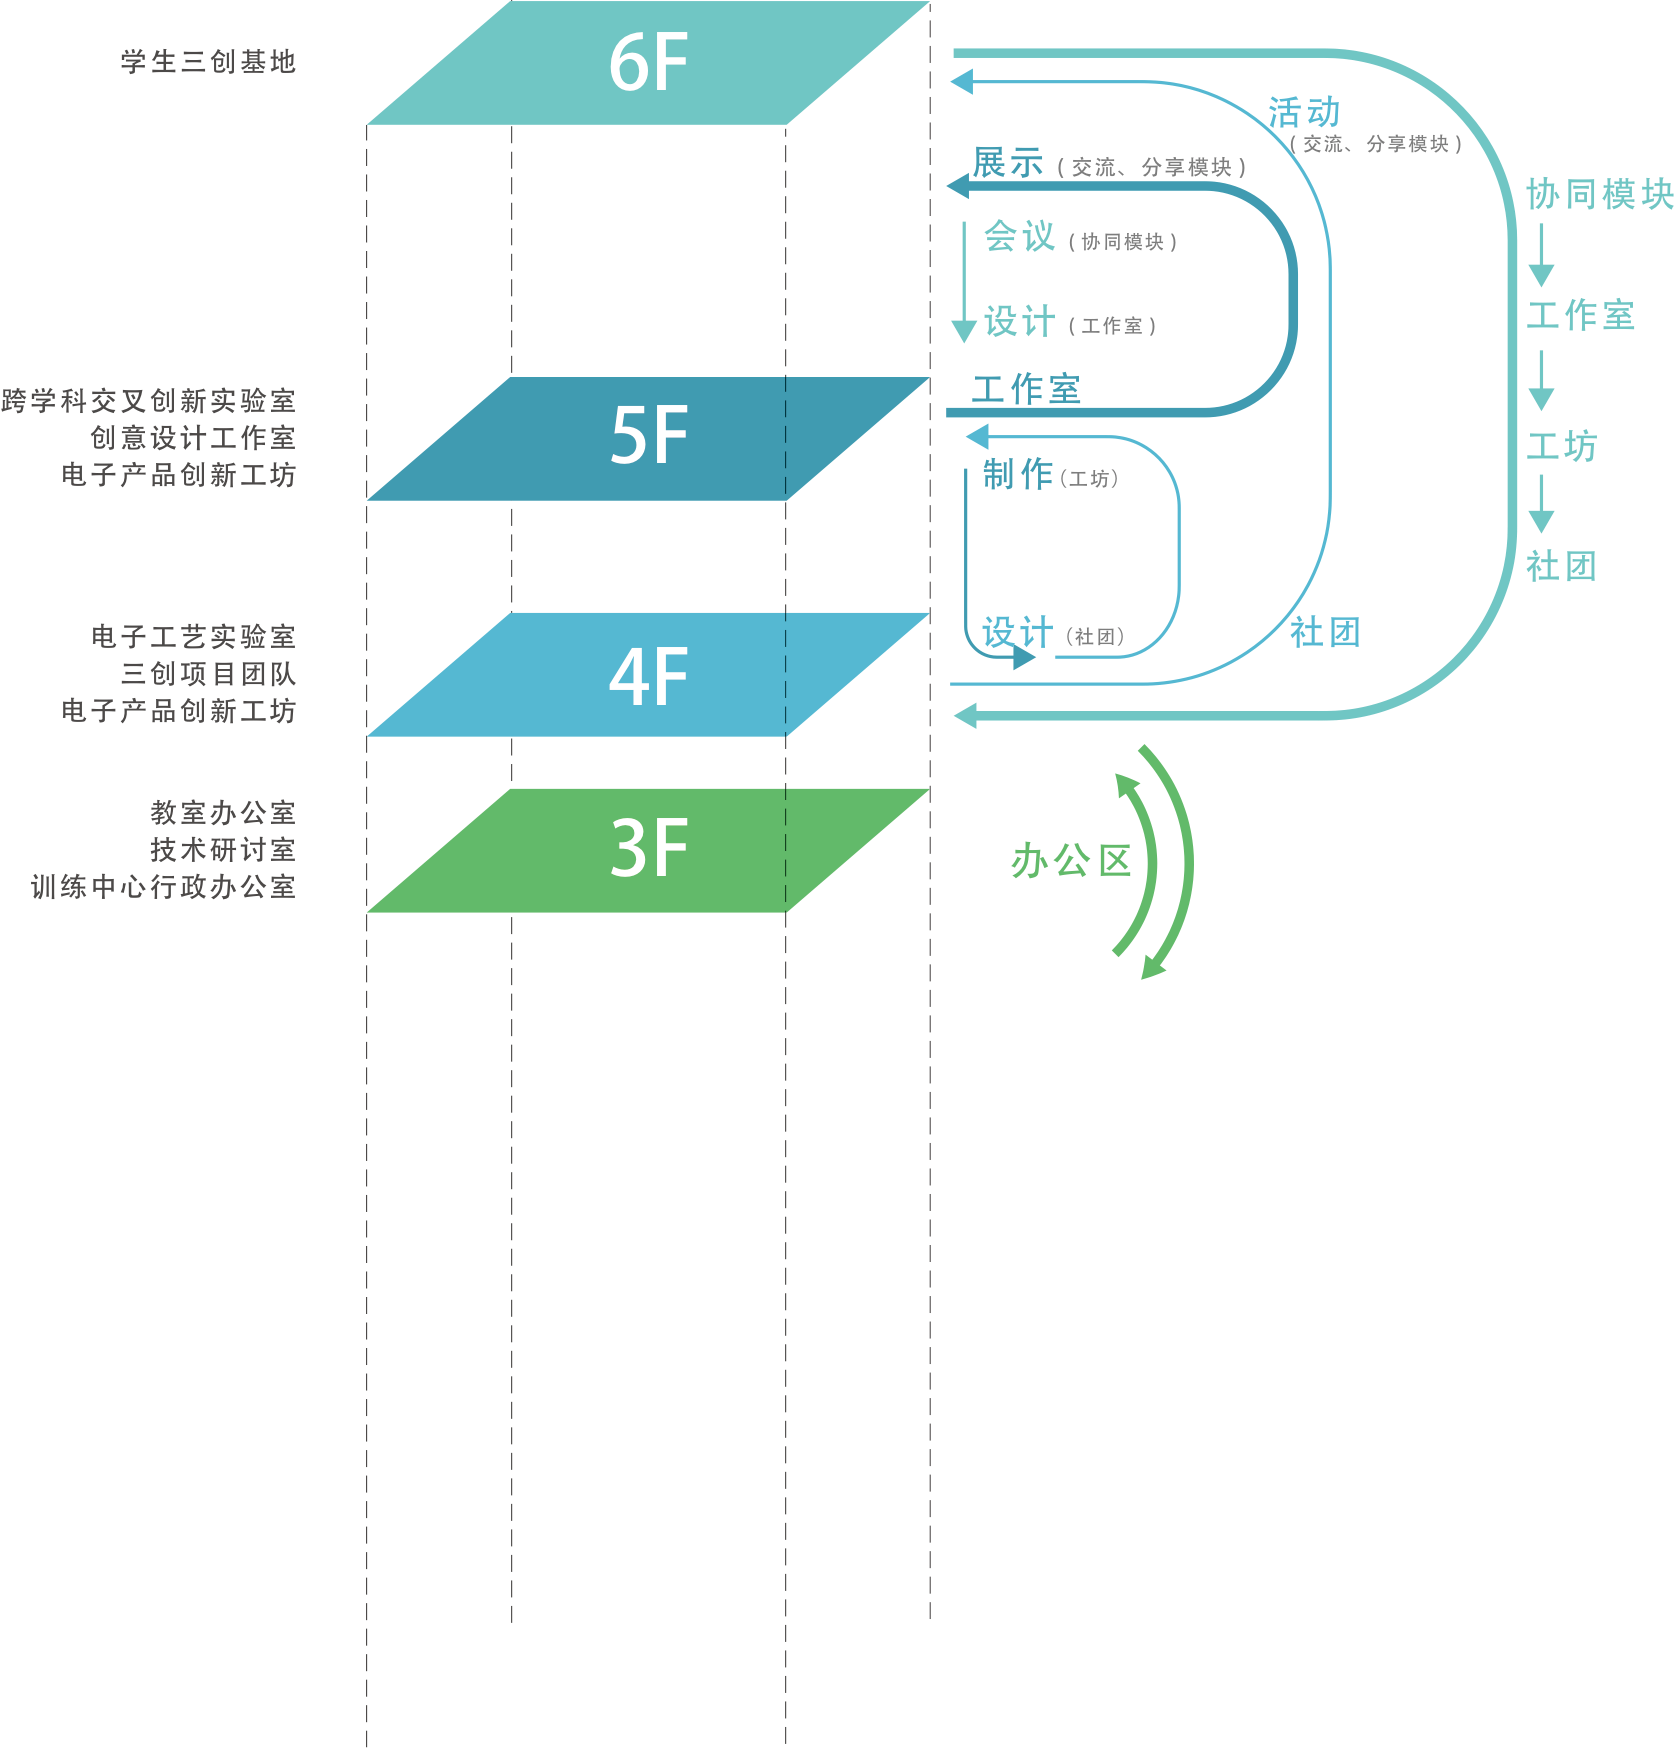 学生三创基地
6F
活动
(交流、分享模块)
展示 (交流、分享模块)
协同模块
会议 (协同模块)
设计 (工作室)
工作室
跨学科交叉创新实验室
创意设计工作室
电子产品创新工坊
5F
工作室
工坊
制作（工坊）
社团
电子工艺实验室
三创项目团队
电子产品创新工坊
4F
设计（社团）
社团
教室办公室
技术研讨室
训练中心行政办公室
3F
办公区